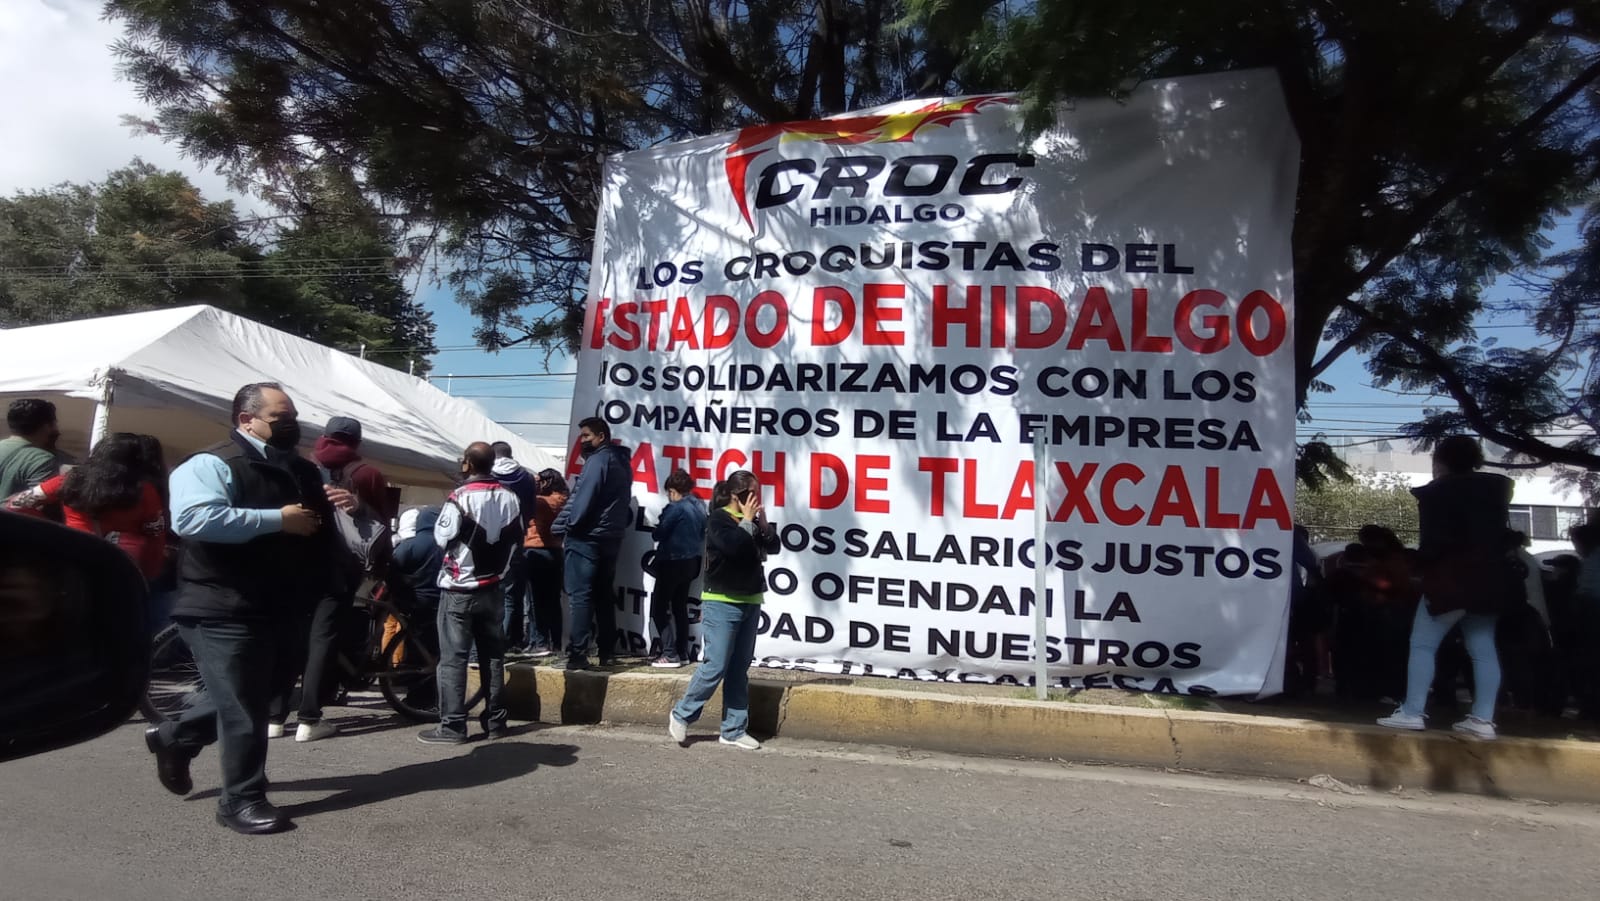 CROC
HIDALGO
LOS CROQUISTAS DEL
ESTADO DE HIDALGO
NOS SOLIDARIZAMOS CON LOS
COMPAÑEROS DE LA EMPRESA
DE TLAXCALA
SALARIOS JUSTOS
OFENDAN LA
DE NUESTROS
TLAXCALTECAS